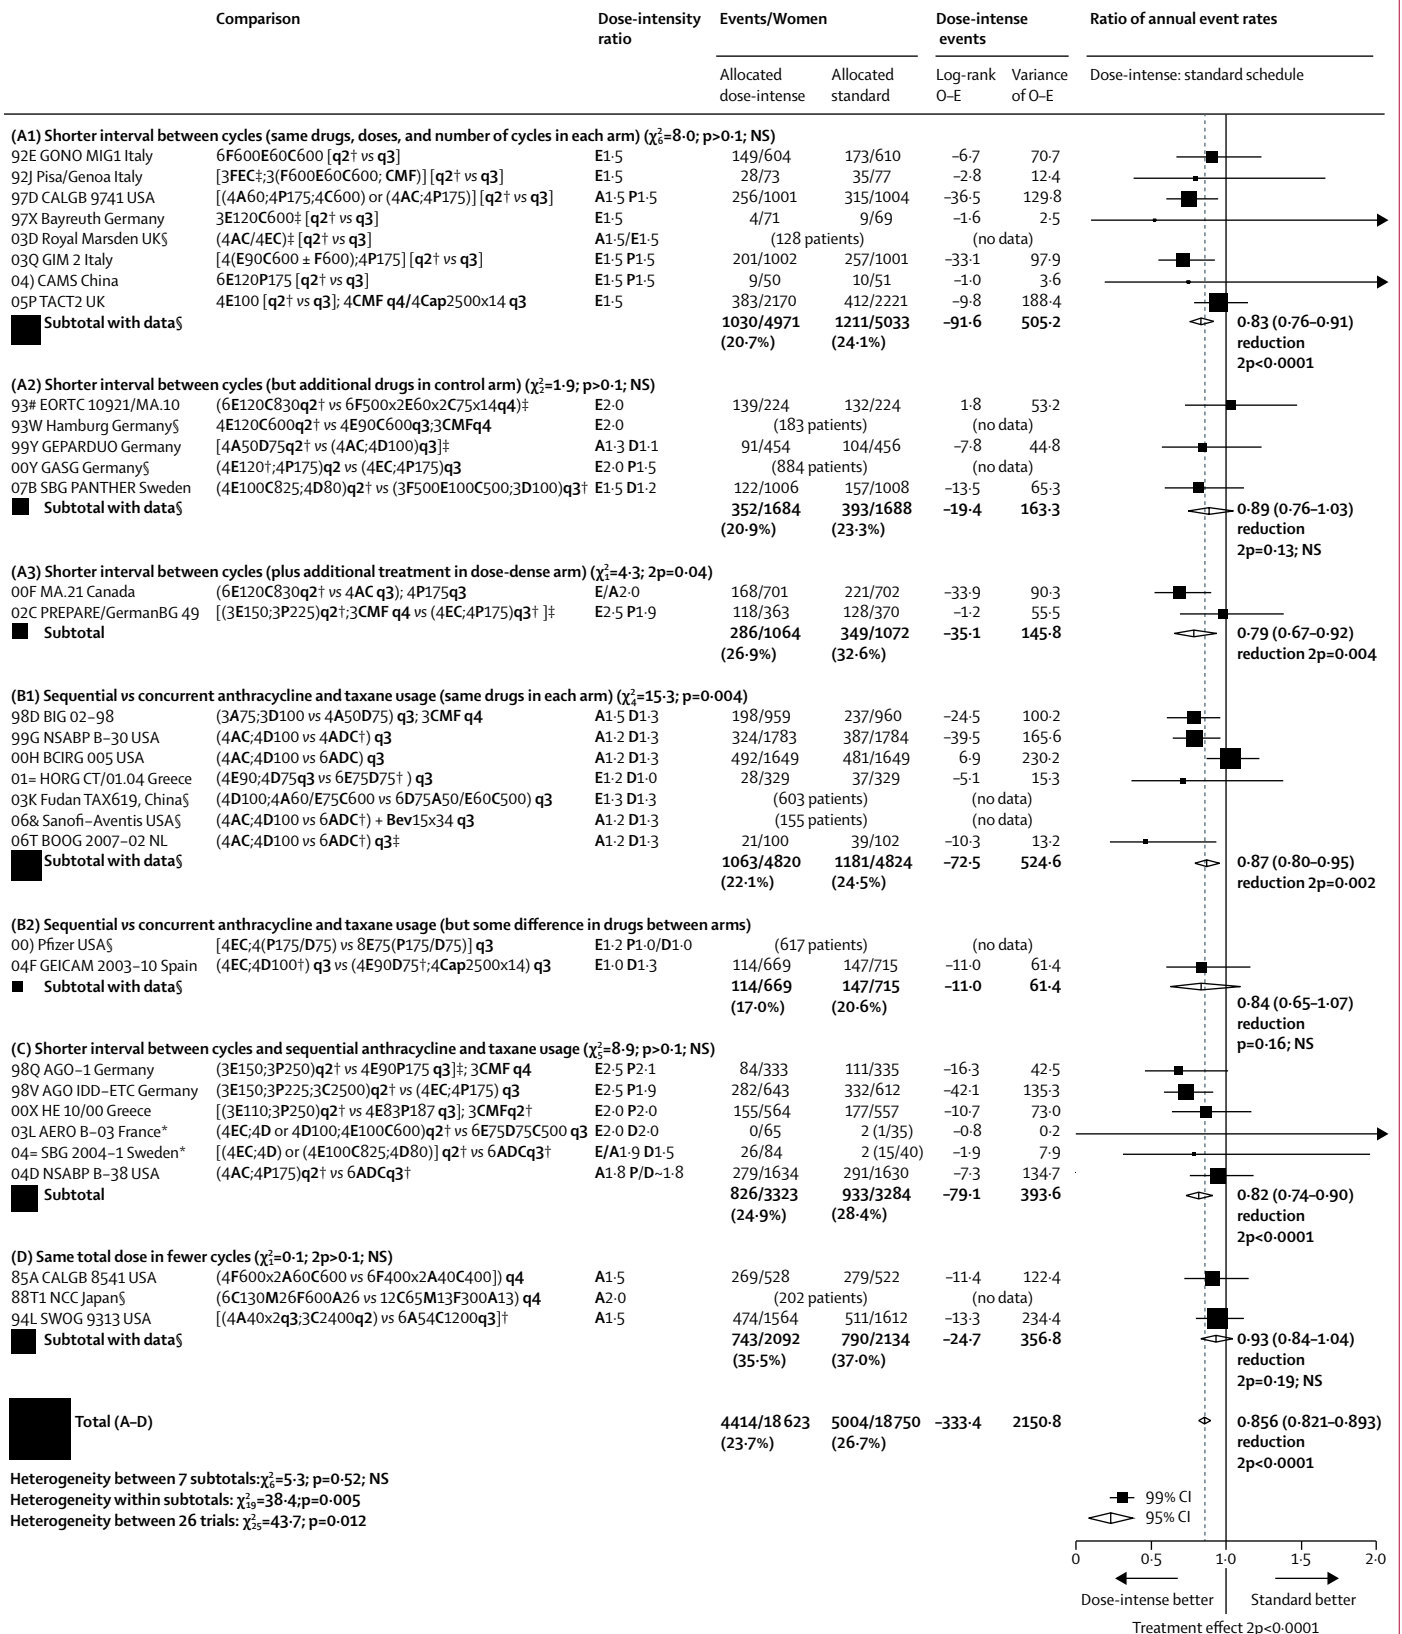 Comparison Dose-intensity ratio Events/Women Dose-intense events Ratio of annual event rates
Allocated dose-intense Allocated standard Log-rank O–E Variance of O–E Dose-intense: standard schedule
(A1) Shorter interval between cycles (same drugs, doses, and number of cycles in each arm) (χ²₆=8·0; p>0·1; NS)
92E GONO MIG1 Italy 6F600E60C600 [q2† vs q3] E1·5 149/604 173/610 –6·7 70·7
92J Pisa/Genoa Italy [3FEC‡;3(F600E60C600; CMF)] [q2† vs q3] E1·5 28/73 35/77 –2·8 12·4
97D CALGB 9741 USA [(4A60;4P175;4C600) or (4AC;4P175)] [q2† vs q3] A1·5 P1·5 256/1001 315/1004 –36·5 129·8
97X Bayreuth Germany 3E120C600‡ [q2† vs q3] E1·5 4/71 9/69 –1·6 2·5
03D Royal Marsden UK§ (4AC/4EC)‡ [q2† vs q3] A1·5/E1·5 (128 patients) (no data)
03Q GIM 2 Italy [4(E90C600 ± F600);4P175] [q2† vs q3] E1·5 P1·5 201/1002 257/1001 –33·1 97·9
04) CAMS China 6E120P175 [q2† vs q3] E1·5 P1·5 9/50 10/51 –1·0 3·6
05P TACT2 UK 4E100 [q2† vs q3]; 4CMF q4/4Cap2500x14 q3 E1·5 383/2170 412/2221 –9·8 188·4
Subtotal with data§ 1030/4971 1211/5033 –91·6 505·2 0·83 (0·76–0·91)
(20·7%) (24·1%) reduction
2p<0·0001
(A2) Shorter interval between cycles (but additional drugs in control arm) (χ²₂=1·9; p>0·1; NS)
93# EORTC 10921/MA.10 (6E120C830q2† vs 6F500x2E60x2C75x14q4)‡ E2·0 139/224 132/224 1·8 53·2
93W Hamburg Germany§ 4E120C600q2† vs 4E90C600q3;3CMFq4 E2·0 (183 patients) (no data)
99Y GEPARDUO Germany [4A50D75q2† vs (4AC;4D100)q3]‡ A1·3 D1·1 91/454 104/456 –7·8 44·8
00Y GASG Germany§ (4E120†;4P175)q2 vs (4EC;4P175)q3 E2·0 P1·5 (884 patients) (no data)
07B SBG PANTHER Sweden (4E100C825;4D80)q2† vs (3F500E100C500;3D100)q3† E1·5 D1·2 122/1006 157/1008 –13·5 65·3
Subtotal with data§ 352/1684 393/1688 –19·4 163·3 0·89 (0·76–1·03)
(20·9%) (23·3%) reduction
2p=0·13; NS
(A3) Shorter interval between cycles (plus additional treatment in dose-dense arm) (χ²₁=4·3; 2p=0·04)
00F MA.21 Canada (6E120C830q2† vs 4AC q3); 4P175q3 E/A2·0 168/701 221/702 –33·9 90·3
02C PREPARE/GermanBG 49 [(3E150;3P225)q2†;3CMF q4 vs (4EC;4P175)q3† ]‡ E2·5 P1·9 118/363 128/370 –1·2 55·5
Subtotal 286/1064 349/1072 –35·1 145·8 0·79 (0·67–0·92)
(26·9%) (32·6%) reduction 2p=0·004
(B1) Sequential vs concurrent anthracycline and taxane usage (same drugs in each arm) (χ²₄=15·3; p=0·004)
98D BIG 02–98 (3A75;3D100 vs 4A50D75) q3; 3CMF q4 A1·5 D1·3 198/959 237/960 –24·5 100·2
99G NSABP B–30 USA (4AC;4D100 vs 4ADC†) q3 A1·2 D1·3 324/1783 387/1784 –39·5 165·6
00H BCIRG 005 USA (4AC;4D100 vs 6ADC) q3 A1·2 D1·3 492/1649 481/1649 6·9 230·2
01= HORG CT/01.04 Greece (4E90;4D75q3 vs 6E75D75† ) q3 E1·2 D1·0 28/329 37/329 –5·1 15·3
03K Fudan TAX619, China§ (4D100;4A60/E75C600 vs 6D75A50/E60C500) q3 E1·3 D1·3 (603 patients) (no data)
06& Sanofi–Aventis USA§ (4AC;4D100 vs 6ADC†) + Bev15x34 q3 A1·2 D1·3 (155 patients) (no data)
06T BOOG 2007–02 NL (4AC;4D100 vs 6ADC†) q3‡ A1·2 D1·3 21/100 39/102 –10·3 13·2
Subtotal with data§ 1063/4820 1181/4824 –72·5 524·6 0·87 (0·80–0·95)
(22·1%) (24·5%) reduction 2p=0·002
(B2) Sequential vs concurrent anthracycline and taxane usage (but some difference in drugs between arms)
00) Pfizer USA§ [4EC;4(P175/D75) vs 8E75(P175/D75)] q3 E1·2 P1·0/D1·0 (617 patients) (no data)
04F GEICAM 2003–10 Spain (4EC;4D100†) q3 vs (4E90D75†;4Cap2500x14) q3 E1·0 D1·3 114/669 147/715 –11·0 61·4
Subtotal with data§ 114/669 147/715 –11·0 61·4 0·84 (0·65–1·07)
(17·0%) (20·6%) reduction
p=0·16; NS
(C) Shorter interval between cycles and sequential anthracycline and taxane usage (χ²₅=8·9; p>0·1; NS)
98Q AGO–1 Germany (3E150;3P250)q2† vs 4E90P175 q3]‡; 3CMF q4 E2·5 P2·1 84/333 111/335 –16·3 42·5
98V AGO IDD–ETC Germany (3E150;3P225;3C2500)q2† vs (4EC;4P175) q3 E2·5 P1·9 282/643 332/612 –42·1 135·3
00X HE 10/00 Greece [(3E110;3P250)q2† vs 4E83P187 q3]; 3CMFq2† E2·0 P2·0 155/564 177/557 –10·7 73·0
03L AERO B–03 France* (4EC;4D or 4D100;4E100C600)q2† vs 6E75D75C500 q3 E2·0 D2·0 0/65 2 (1/35) –0·8 0·2
04= SBG 2004–1 Sweden* [(4EC;4D) or (4E100C825;4D80)] q2† vs 6ADCq3† E/A1·9 D1·5 26/84 2 (15/40) –1·9 7·9
04D NSABP B–38 USA (4AC;4P175)q2† vs 6ADCq3† A1·8 P/D~1·8 279/1634 291/1630 –7·3 134·7
Subtotal 826/3323 933/3284 –79·1 393·6 0·82 (0·74–0·90)
(24·9%) (28·4%) reduction
2p<0·0001
(D) Same total dose in fewer cycles (χ²₁=0·1; 2p>0·1; NS)
85A CALGB 8541 USA (4F600x2A60C600 vs 6F400x2A40C400]) q4 A1·5 269/528 279/522 –11·4 122·4
88T1 NCC Japan§ (6C130M26F600A26 vs 12C65M13F300A13) q4 A2·0 (202 patients) (no data)
94L SWOG 9313 USA [(4A40x2q3;3C2400q2) vs 6A54C1200q3]† A1·5 474/1564 511/1612 –13·3 234·4
Subtotal with data§ 743/2092 790/2134 –24·7 356·8 0·93 (0·84–1·04)
(35·5%) (37·0%) reduction
2p=0·19; NS
Total (A–D) 4414/18 623 5004/18 750 –333·4 2150·8 0·856 (0·821–0·893)
(23·7%) (26·7%) reduction
2p<0·0001
Heterogeneity between 7 subtotals:χ²₆=5·3; p=0·52; NS
Heterogeneity within subtotals: χ²₁₉=38·4;p=0·005
Heterogeneity between 26 trials: χ²₂₅=43·7; p=0·012
99% CI
95% CI
0 0·5 1·0 1·5 2·0
Dose-intense better Standard better
Treatment effect 2p<0·0001